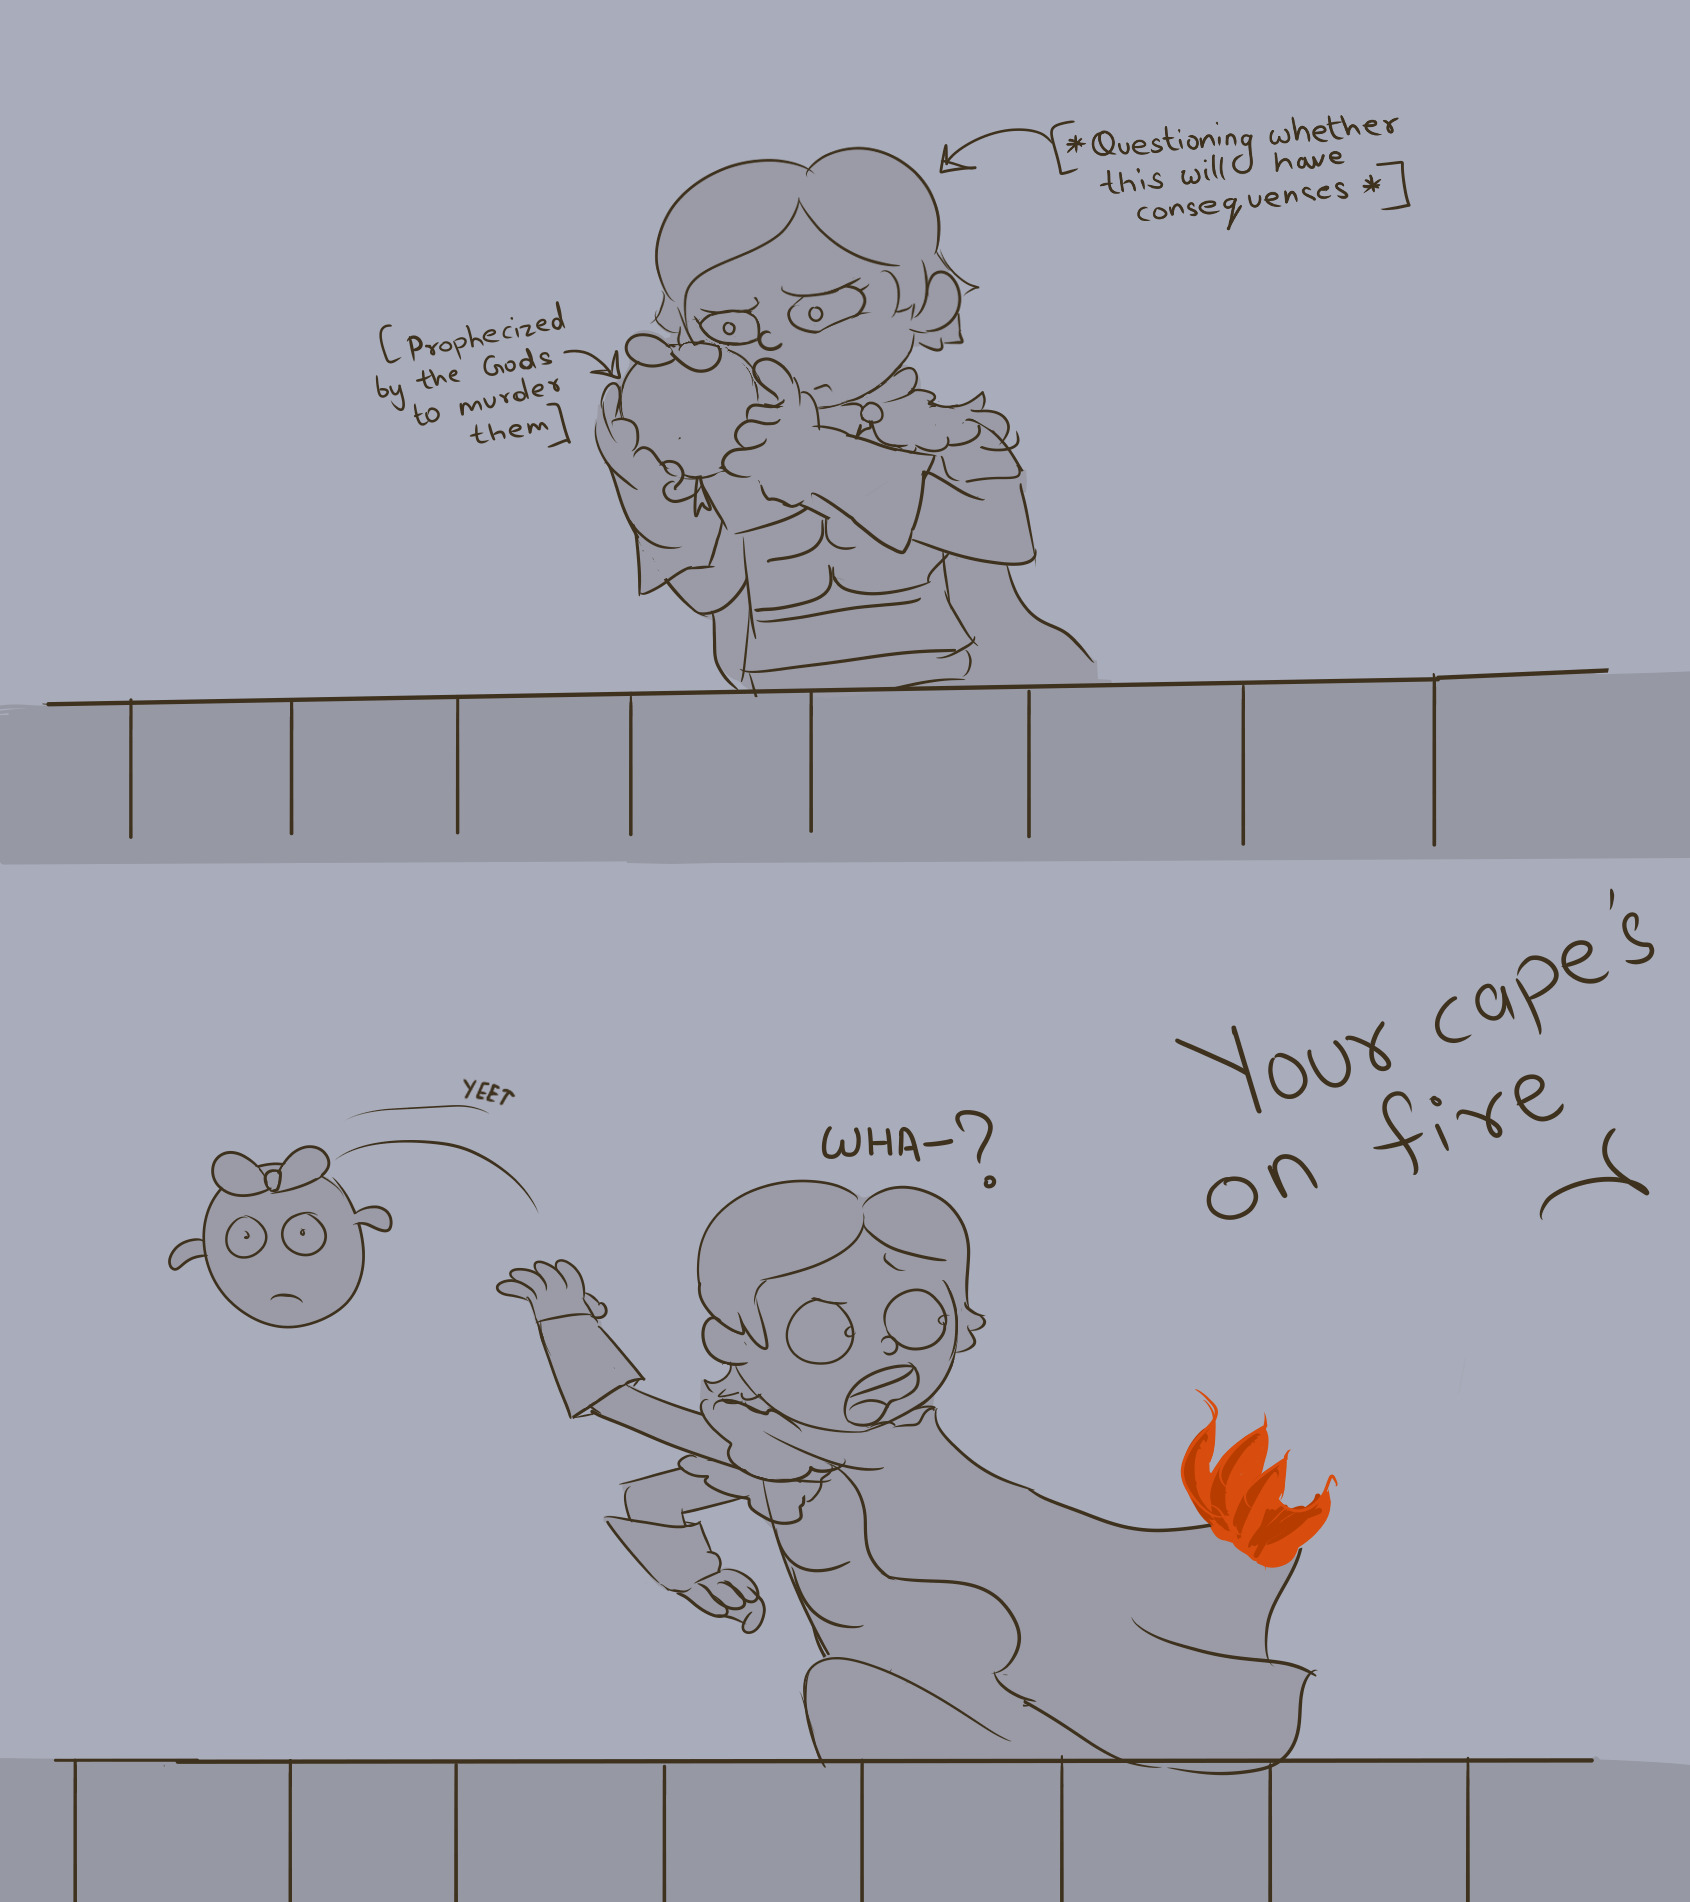 [*Questioning whether
this will have
consequenses*]
[Prophecized
by the Gods
to murder
them]
Your cape's
on fire
YEET
WHA-?